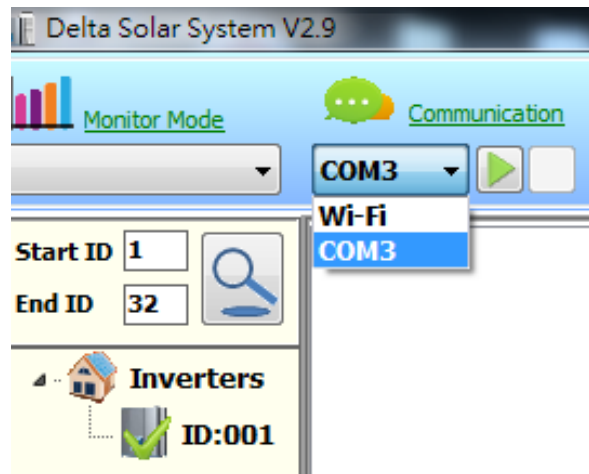 Delta Solar System V2.9
Monitor Mode
Communication
COM3
Wi-Fi
COM3
Start ID 1
End ID 32
Inverters
ID:001